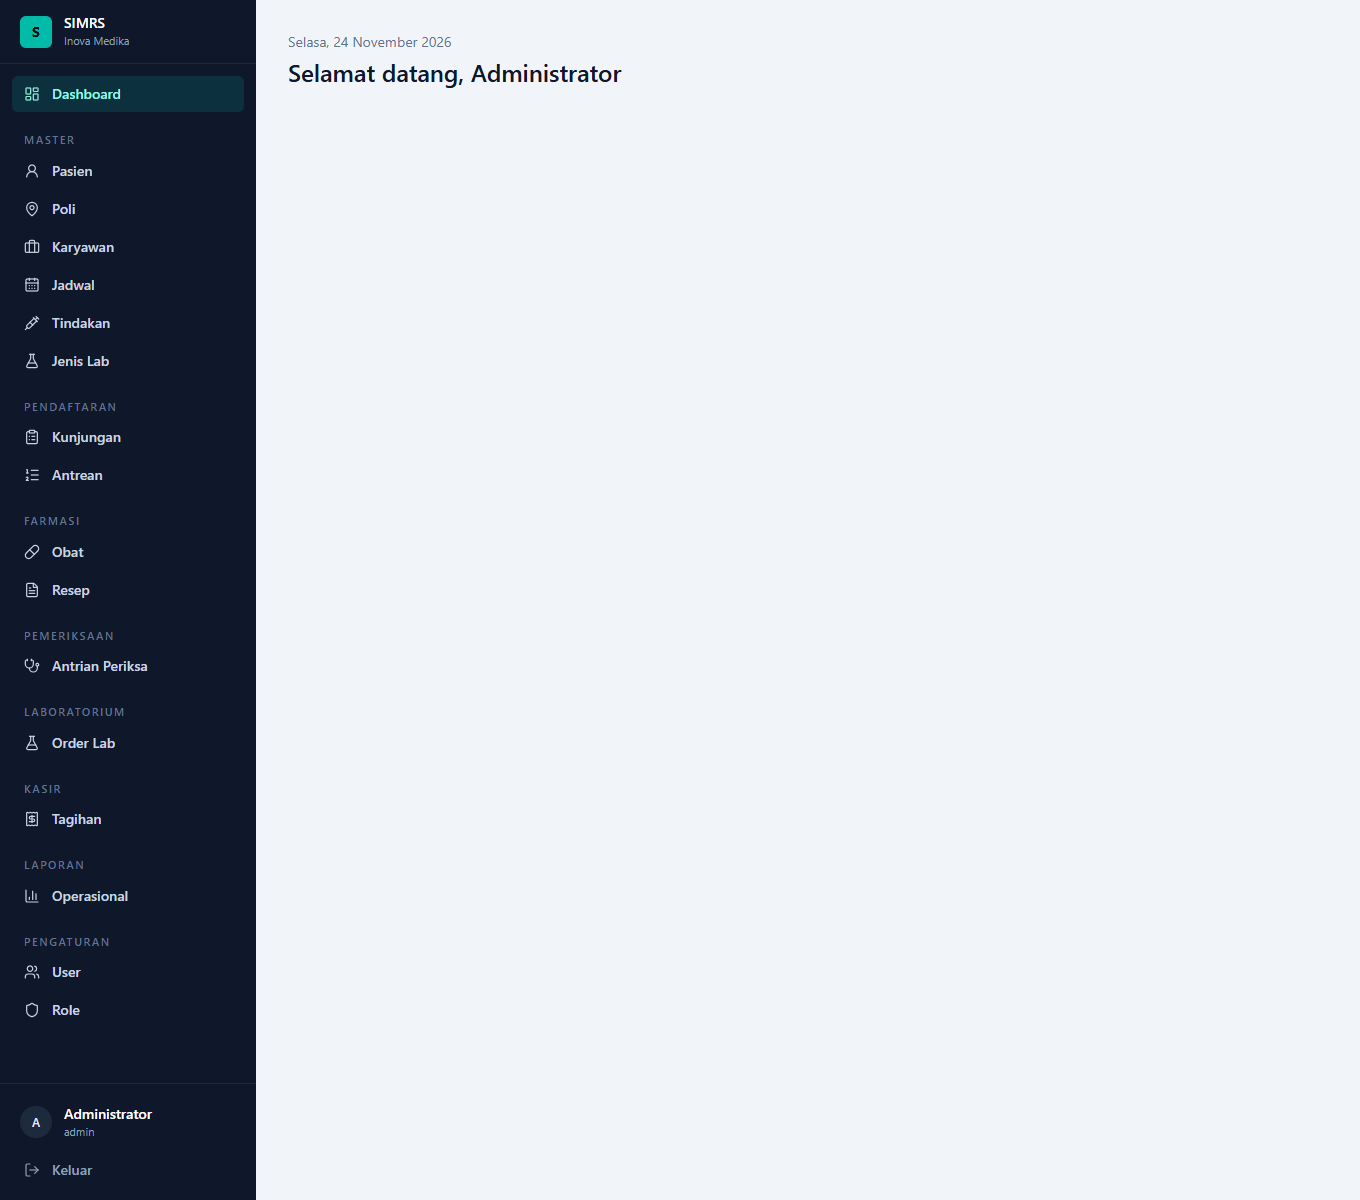 S
SIMRS
Inova Medika
Dashboard
MASTER
Pasien
Poli
Karyawan
Jadwal
Tindakan
Jenis Lab
PENDAFTARAN
Kunjungan
Antrean
FARMASI
Obat
Resep
PEMERIKSAAN
Antrian Periksa
LABORATORIUM
Order Lab
KASIR
Tagihan
LAPORAN
Operasional
PENGATURAN
User
Role
A
Administrator
admin
Keluar
Selasa, 24 November 2026
Selamat datang, Administrator